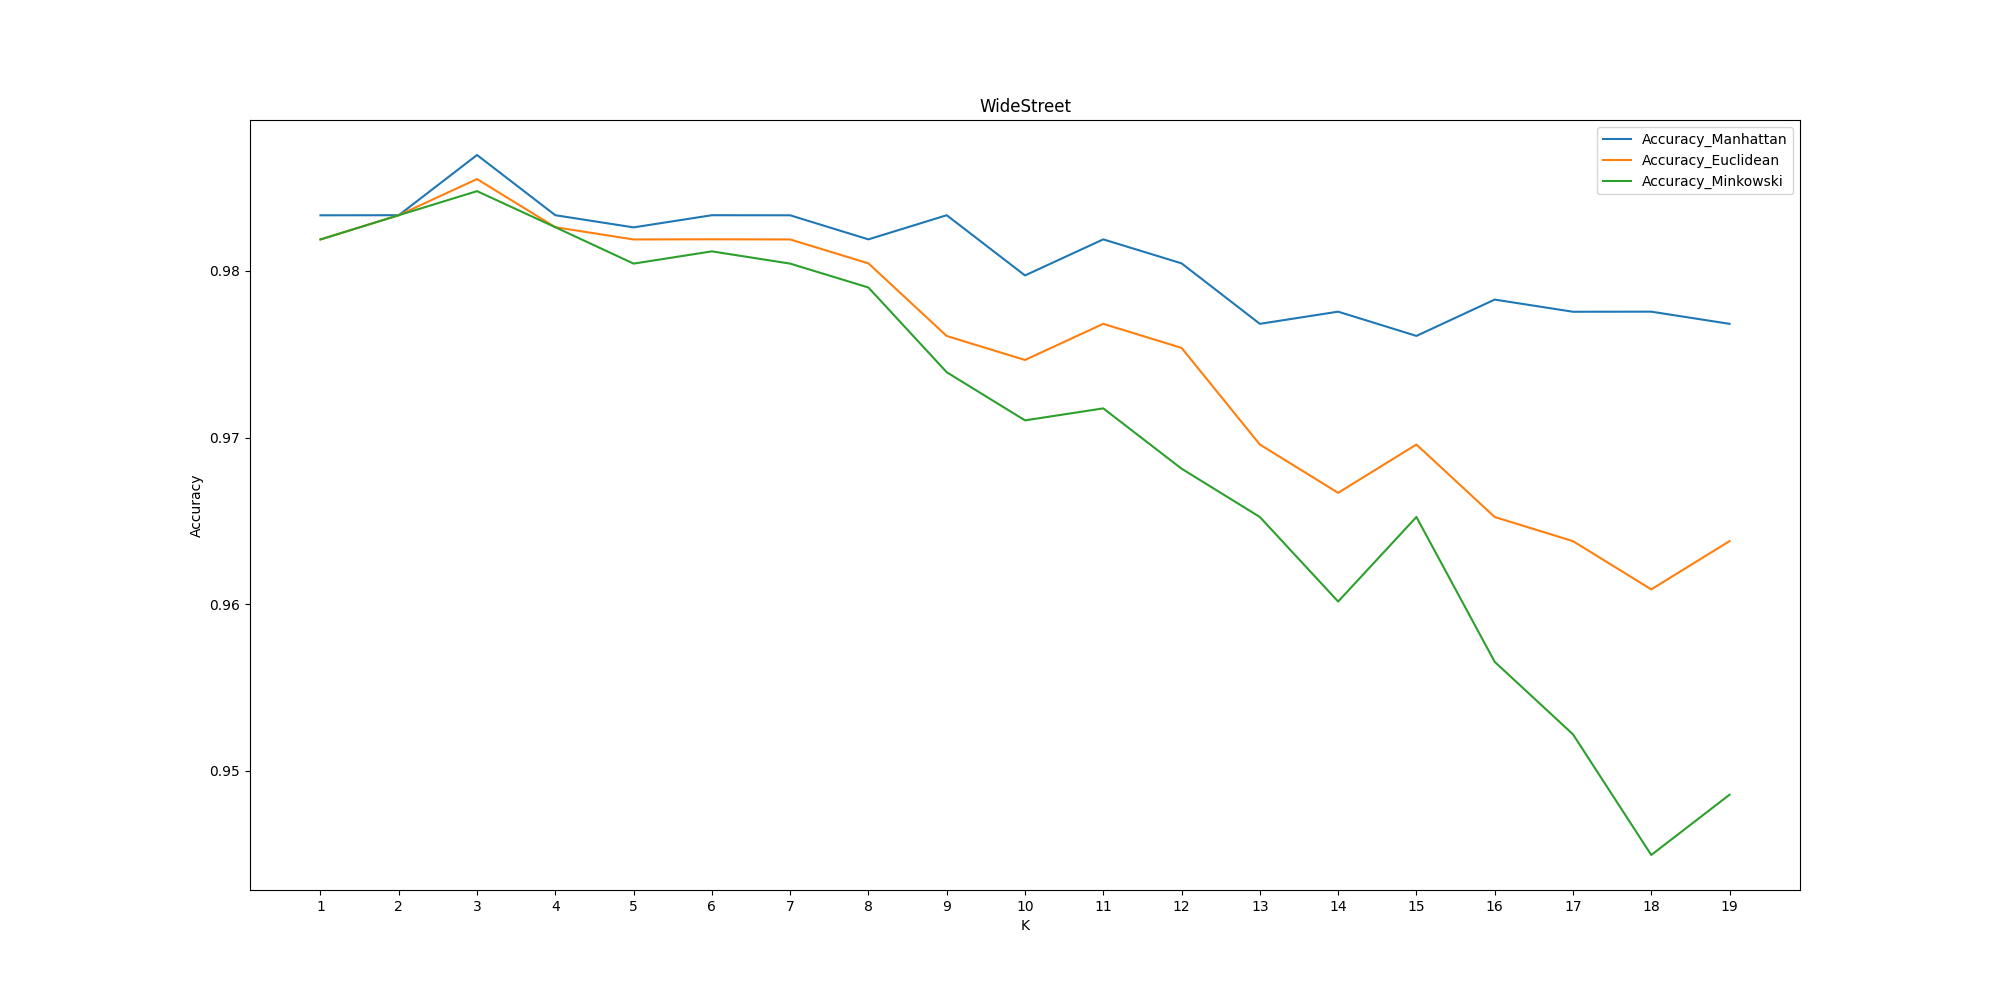 WideStreet
Accuracy_Manhattan
Accuracy_Euclidean
Accuracy_Minkowski
0.98
0.97
0.96
0.95
Accuracy
1 2 3 4 5 6 7 8 9 10 11 12 13 14 15 16 17 18 19
K